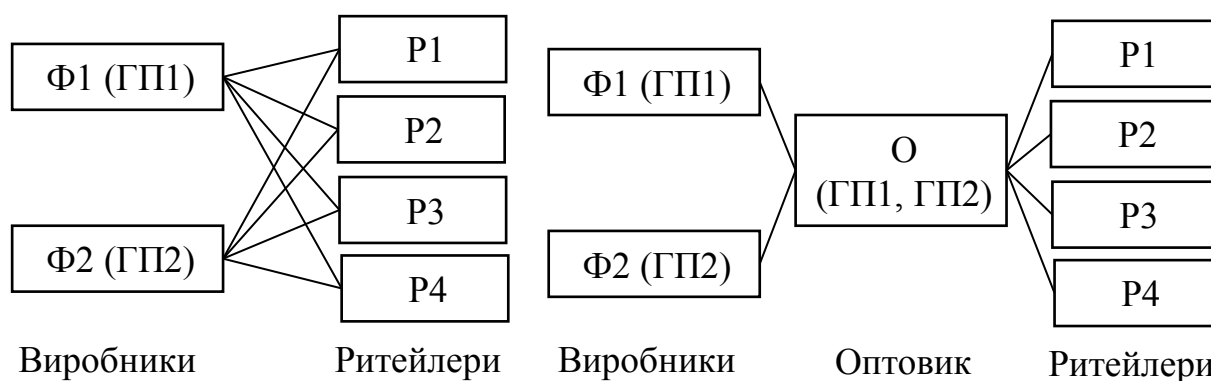 Ф1 (ГП1)
Ф2 (ГП2)
Виробники
Р1
Р2
Р3
Р4
Ритейлери
Ф1 (ГП1)
Ф2 (ГП2)
Виробники
О
(ГП1, ГП2)
Оптовик
Р1
Р2
Р3
Р4
Ритейлери